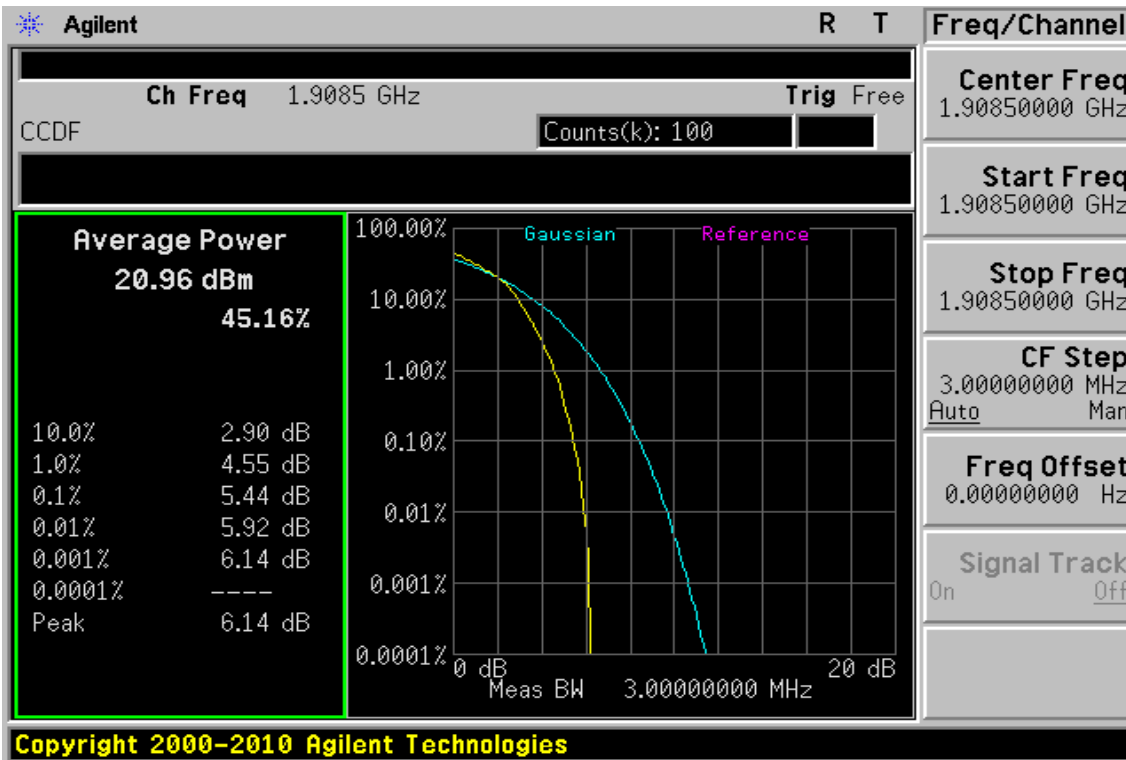 Agilent R T
Ch Freq 1.9085 GHz Trig Free
CCDF Counts(k): 100
Average Power
20.96 dBm
45.16%
10.0% 2.90 dB
1.0% 4.55 dB
0.1% 5.44 dB
0.01% 5.92 dB
0.001% 6.14 dB
0.0001% ----
Peak 6.14 dB
Gaussian Reference
100.00%
10.00%
1.00%
0.10%
0.01%
0.001%
0.0001%
0 dB 20 dB
Meas BW 3.00000000 MHz
Freq/Channel
Center Freq
1.90850000 GHz
Start Freq
1.90850000 GHz
Stop Freq
1.90850000 GHz
CF Step
3.00000000 MHz
Auto Man
Freq Offset
0.00000000 Hz
Signal Track
On Off
Copyright 2000-2010 Agilent Technologies